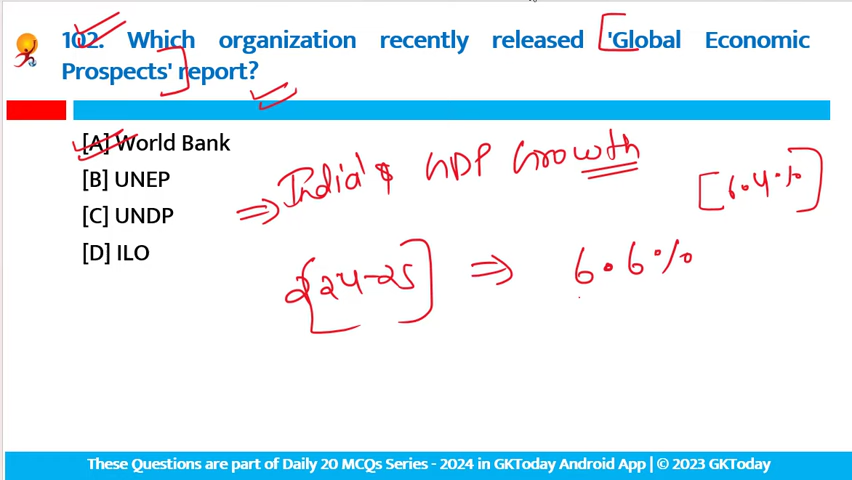 102. Which organization recently released 'Global Economic
Prospects' report?
[A] World Bank
[B] UNEP
[C] UNDP
[D] ILO
India's GDP Growth
[6.4%]
[24-25] ⇒ 6.6%
These Questions are part of Daily 20 MCQs Series - 2024 in GKToday Android App | © 2023 GKToday